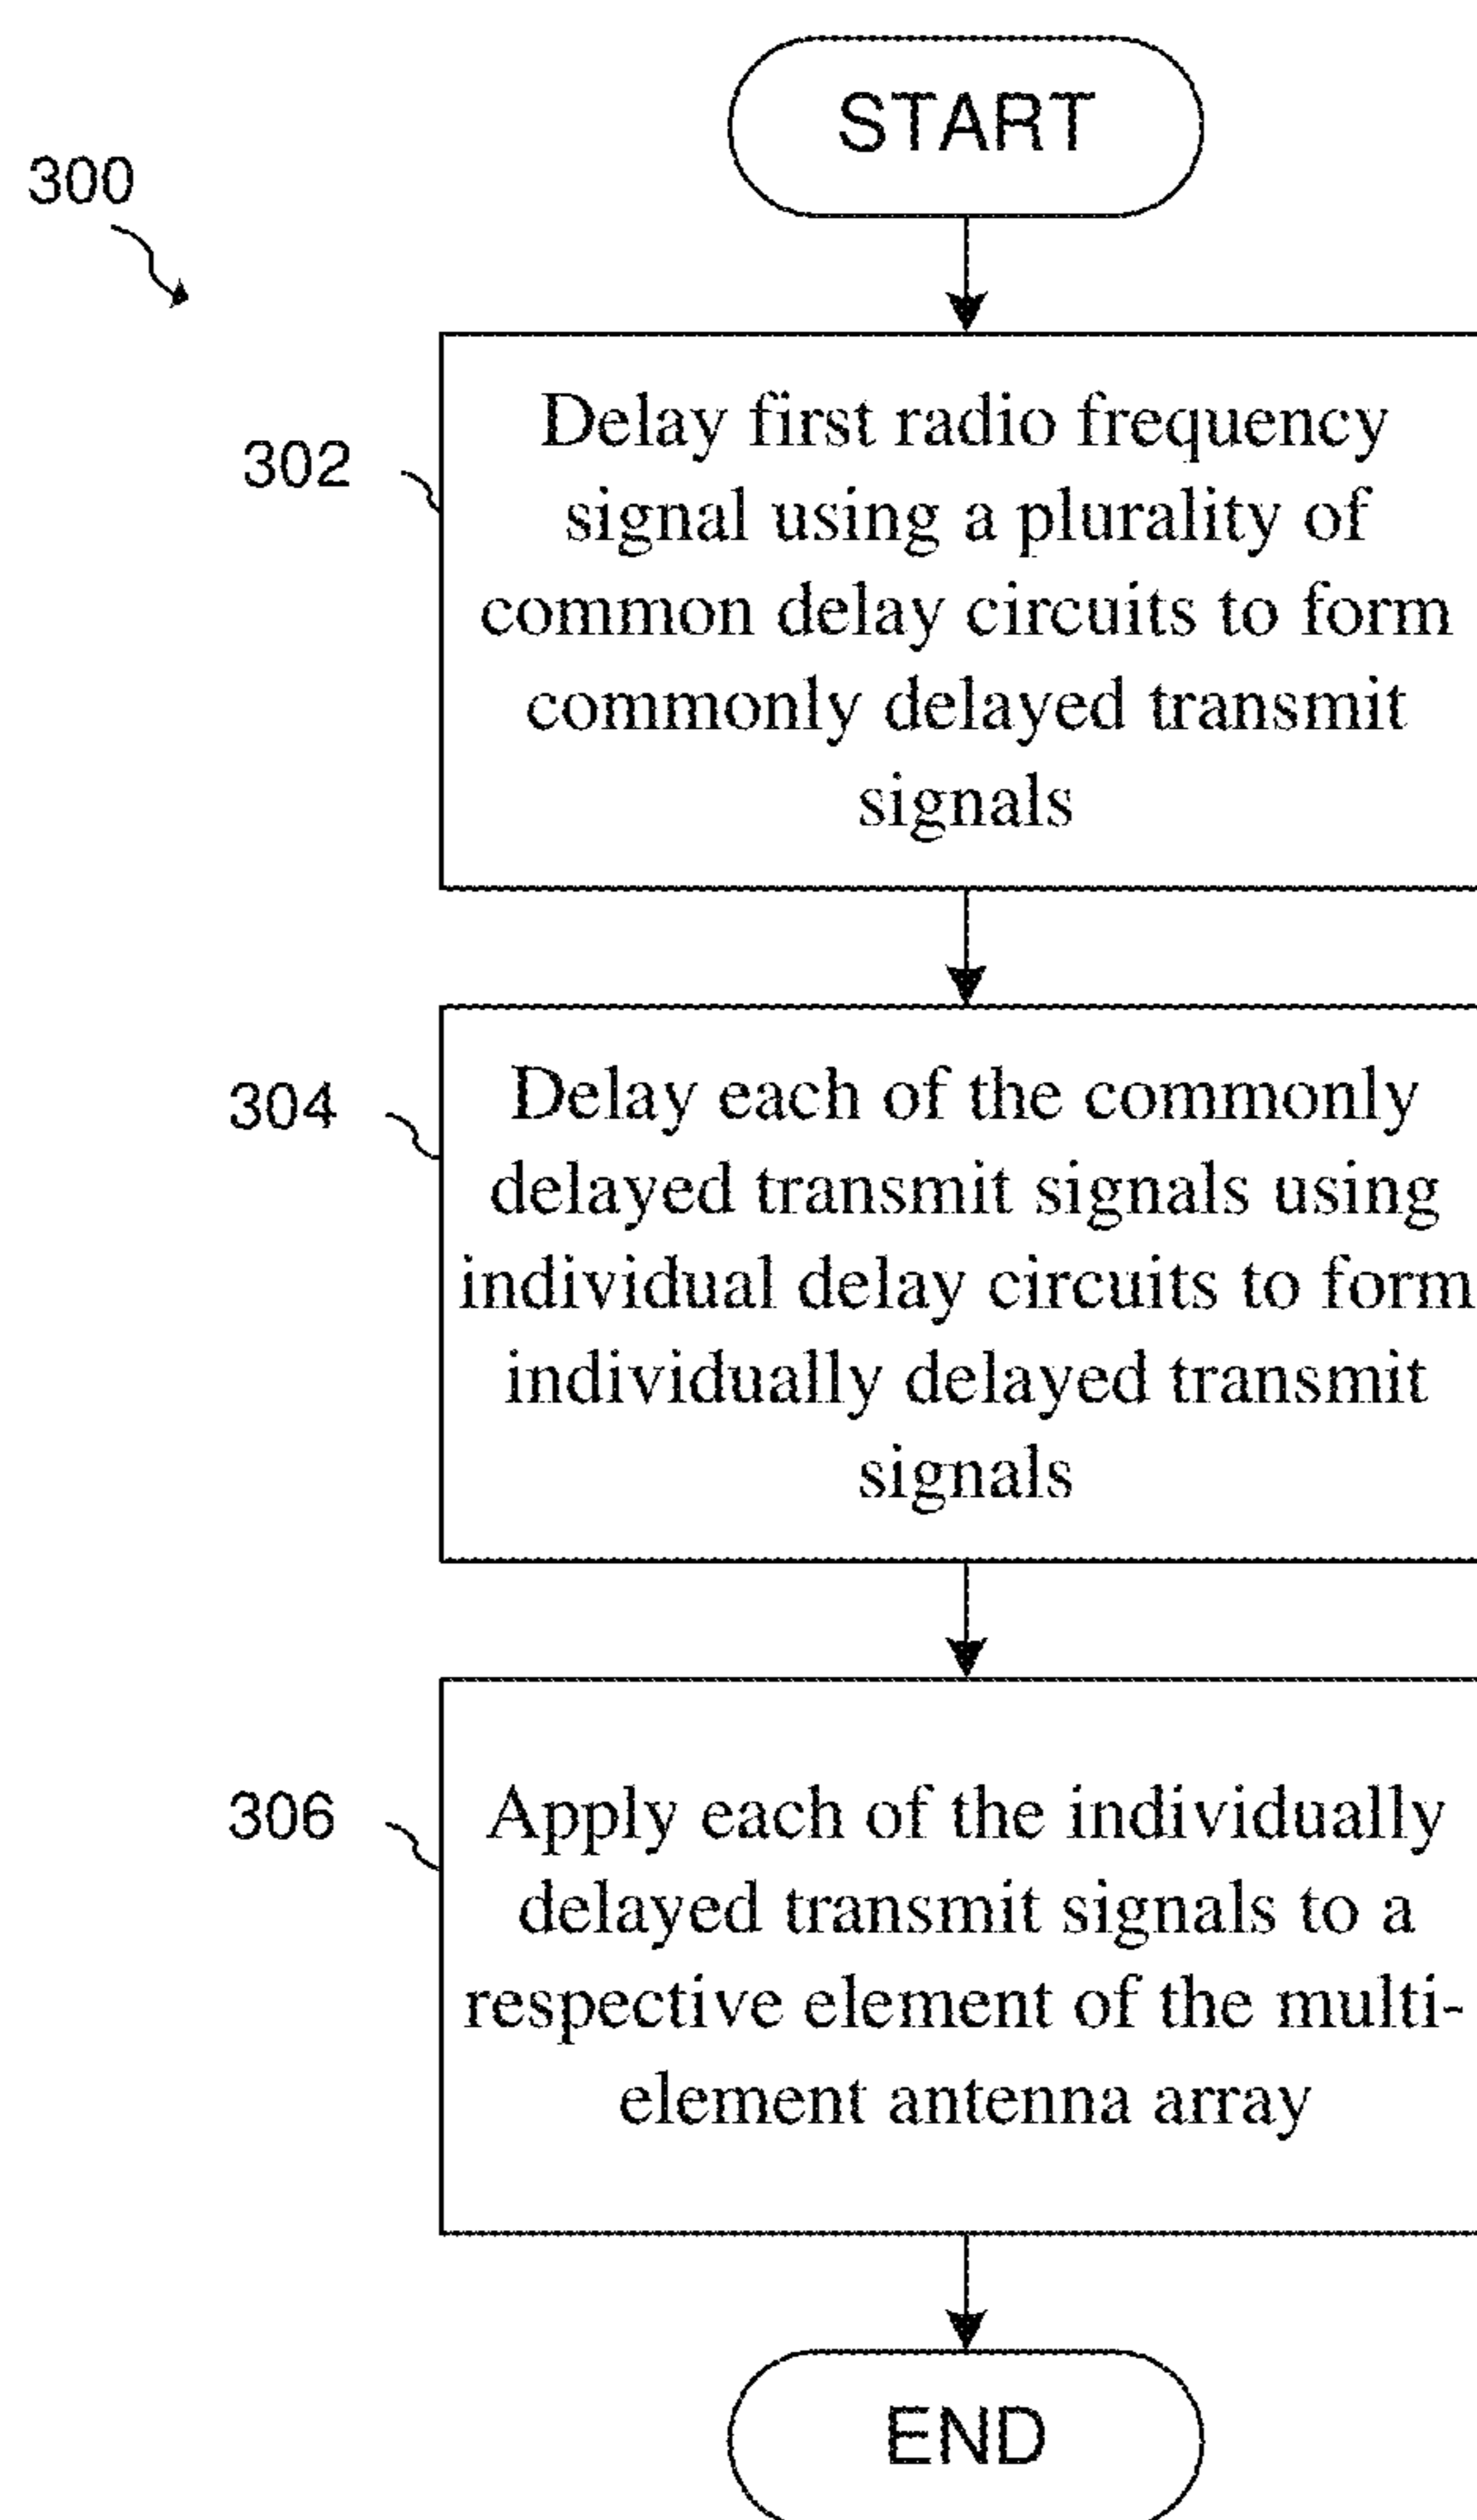 START
300
302
Delay first radio frequency
signal using a plurality of
common delay circuits to form
commonly delayed transmit
signals
304
Delay each of the commonly
delayed transmit signals using
individual delay circuits to form
individually delayed transmit
signals
306
Apply each of the individually
delayed transmit signals to a
respective element of the multi-
element antenna array
END